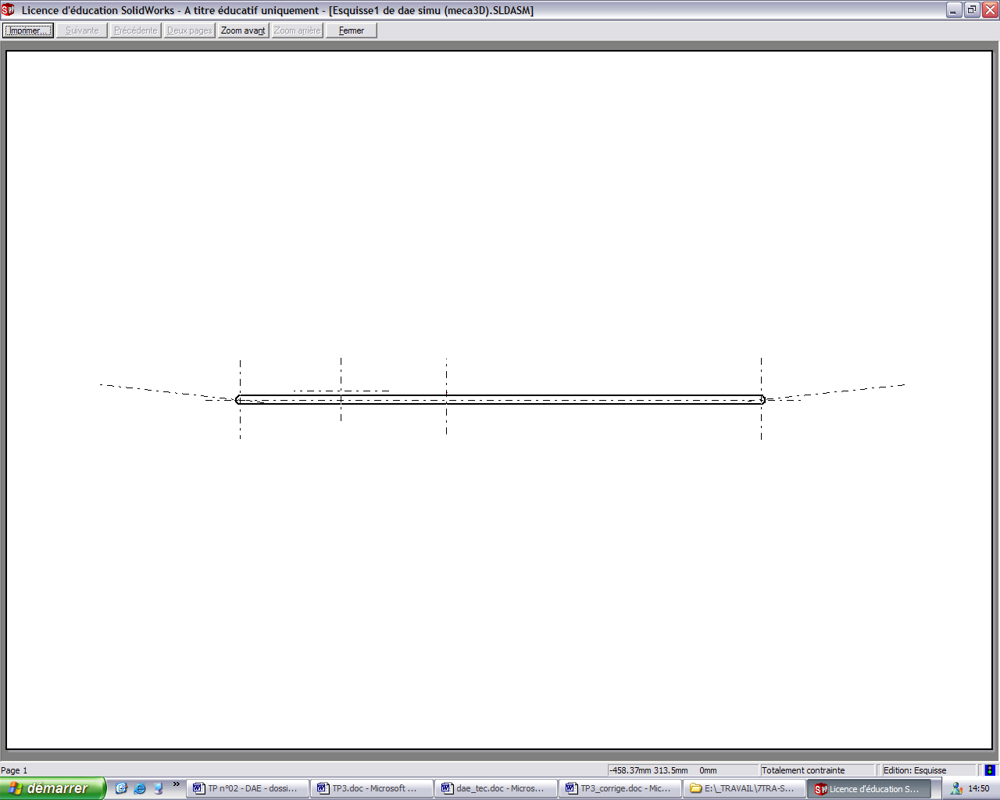 Licence d'éducation SolidWorks - A titre éducatif uniquement - [Esquisse1 de dae simu (meca3D).SLDASM]
Imprimer... Suivante Précédente Deux pages Zoom avant Zoom arrière Fermer
Page 1 -458.37mm 313.5mm 0mm Totalement contrainte Edition: Esquisse
démarrer » TP n°02 - DAE - dossi... TP3.doc - Microsoft ... dae_tec.doc - Micros... TP3_corrige.doc - Mic... E:\_TRAVAIL\7TRA-S... Licence d'éducation S... 14:50